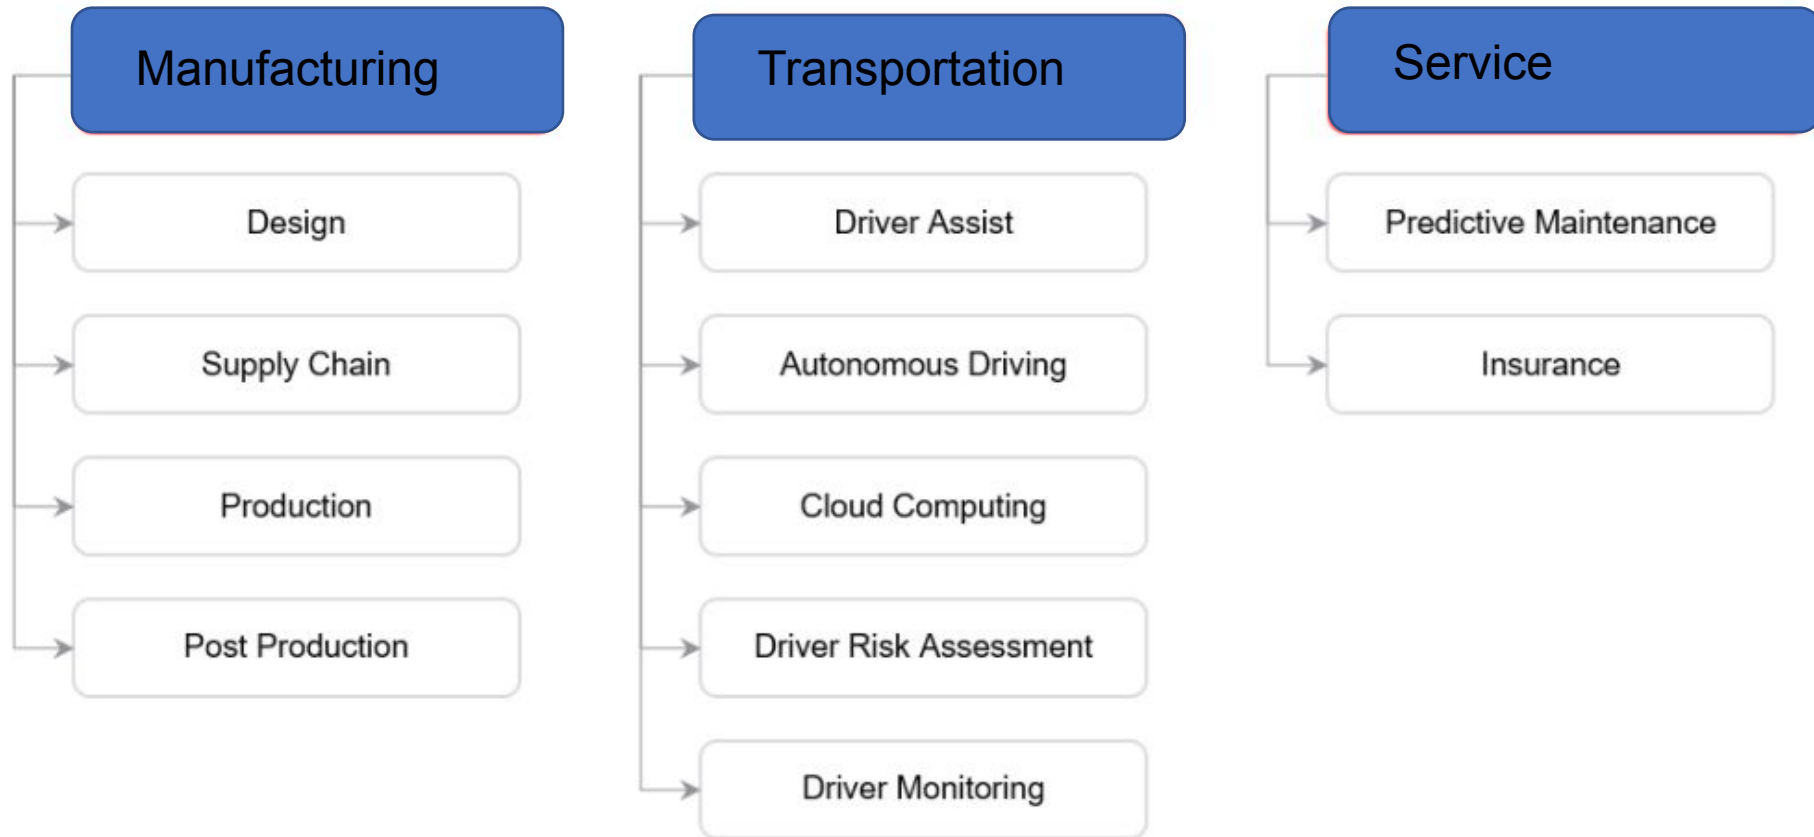 Manufacturing
Design
Supply Chain
Production
Post Production
Transportation
Driver Assist
Autonomous Driving
Cloud Computing
Driver Risk Assessment
Driver Monitoring
Service
Predictive Maintenance
Insurance